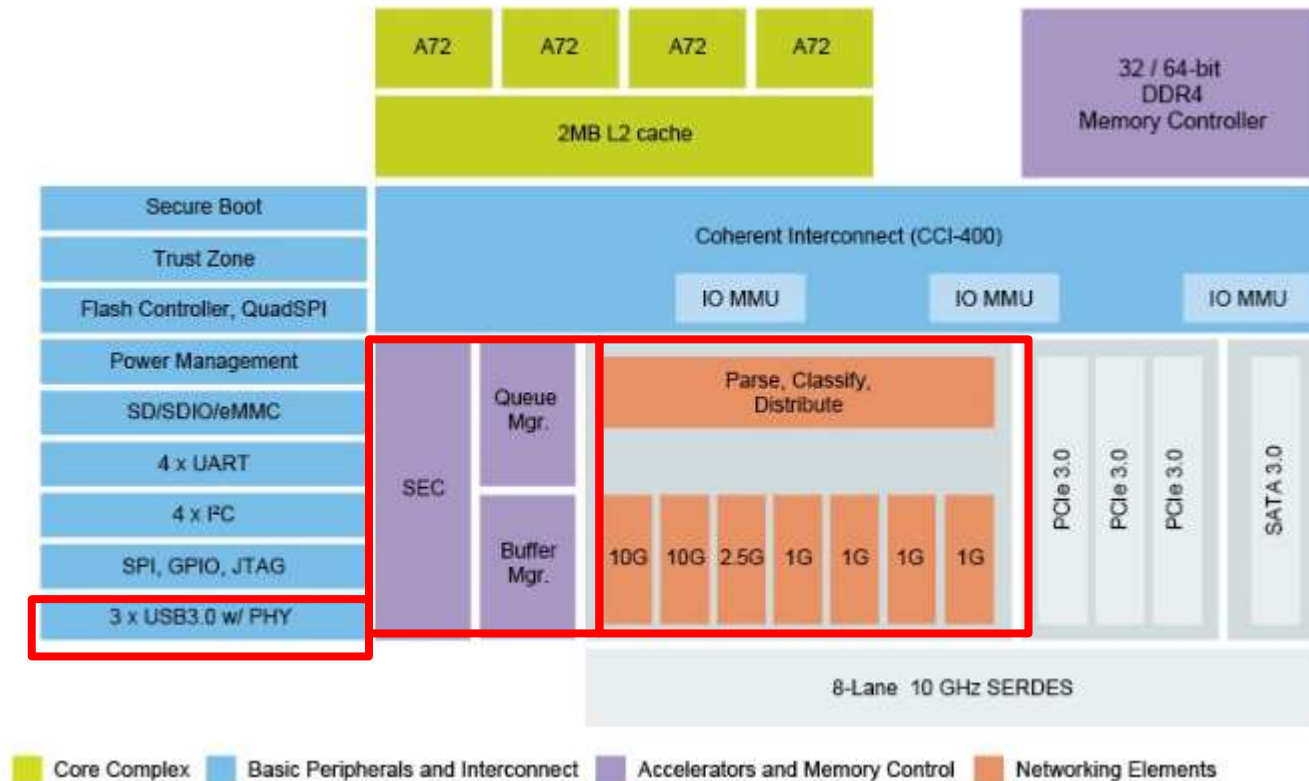 A72 A72 A72 A72
32 / 64-bit
DDR4
Memory Controller
2MB L2 cache
Secure Boot
Trust Zone
Flash Controller, QuadSPI
Power Management
SD/SDIO/eMMC
4 x UART
4 x I²C
SPI, GPIO, JTAG
3 x USB3.0 w/ PHY
Coherent Interconnect (CCI-400)
IO MMU IO MMU IO MMU
SEC
Queue
Mgr.
Buffer
Mgr.
Parse, Classify,
Distribute
10G 10G 2.5G 1G 1G 1G 1G
PCIe 3.0
PCIe 3.0
PCIe 3.0
SATA 3.0
8-Lane 10 GHz SERDES
Core Complex Basic Peripherals and Interconnect Accelerators and Memory Control Networking Elements